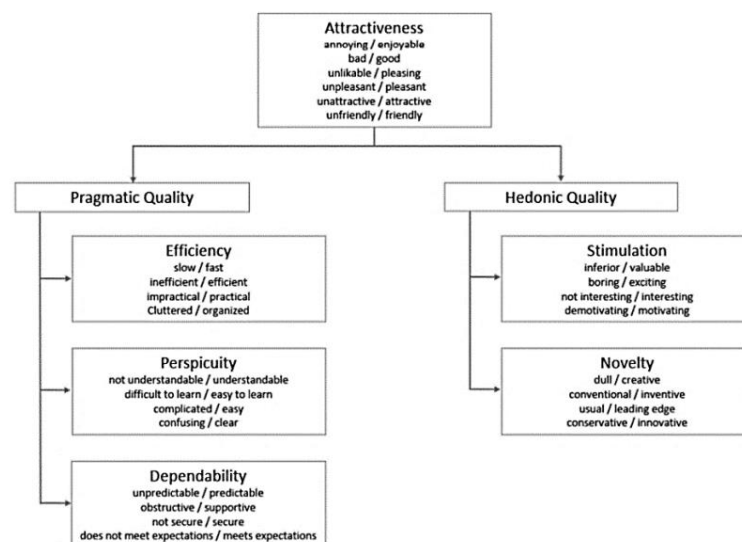 Attractiveness
annoying / enjoyable
bad / good
unlikable / pleasing
unpleasant / pleasant
unattractive / attractive
unfriendly / friendly
Pragmatic Quality
Hedonic Quality
Efficiency
slow / fast
inefficient / efficient
impractical / practical
Cluttered / organized
Perspicuity
not understandable / understandable
difficult to learn / easy to learn
complicated / easy
confusing / clear
Dependability
unpredictable / predictable
obstructive / supportive
not secure / secure
does not meet expectations / meets expectations
Stimulation
inferior / valuable
boring / exciting
not interesting / interesting
demotivating / motivating
Novelty
dull / creative
conventional / inventive
usual / leading edge
conservative / innovative